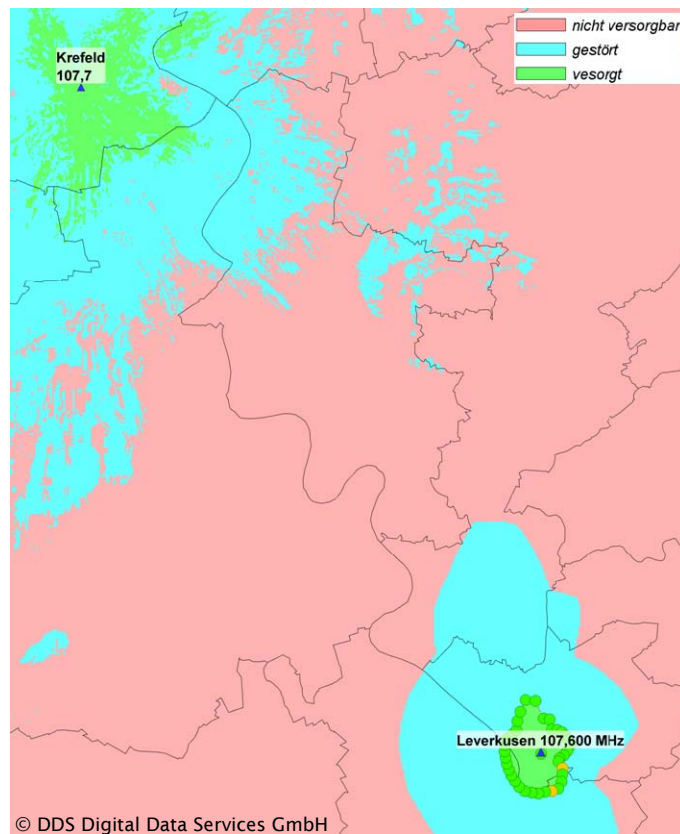 nicht versorgbar
gestört
vesorgt
Krefeld
107,7
Leverkusen 107,600 MHz
© DDS Digital Data Services GmbH